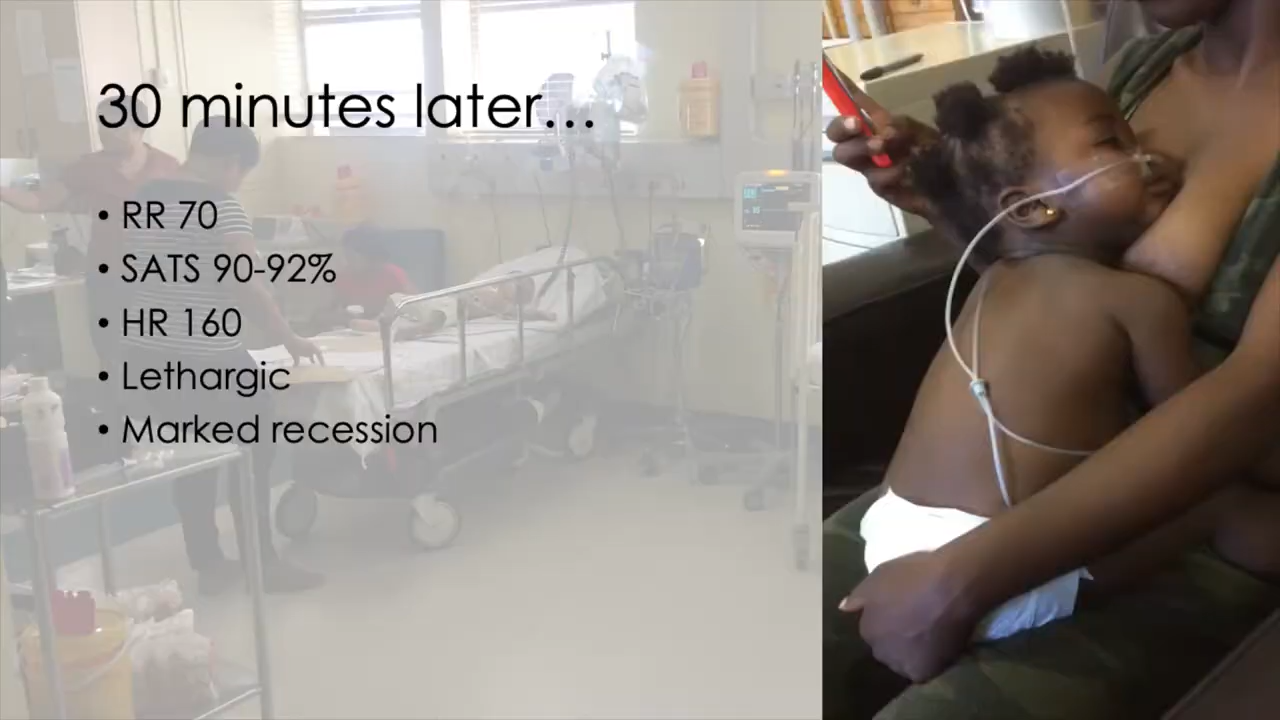 30 minutes later...
• RR 70
• SATS 90-92%
• HR 160
• Lethargic
• Marked recession